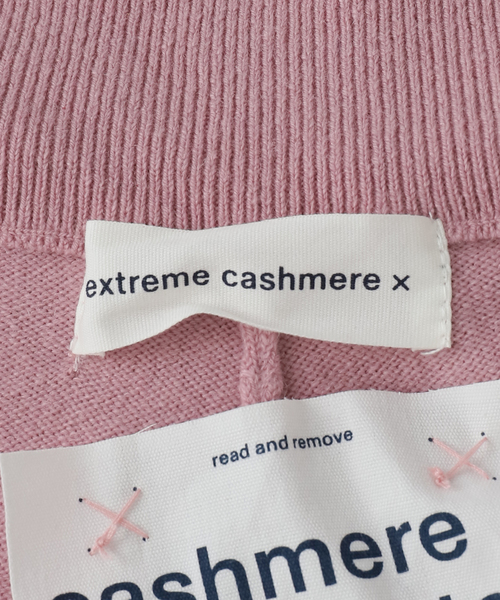 extreme cashmere x
read and remove
cashmere